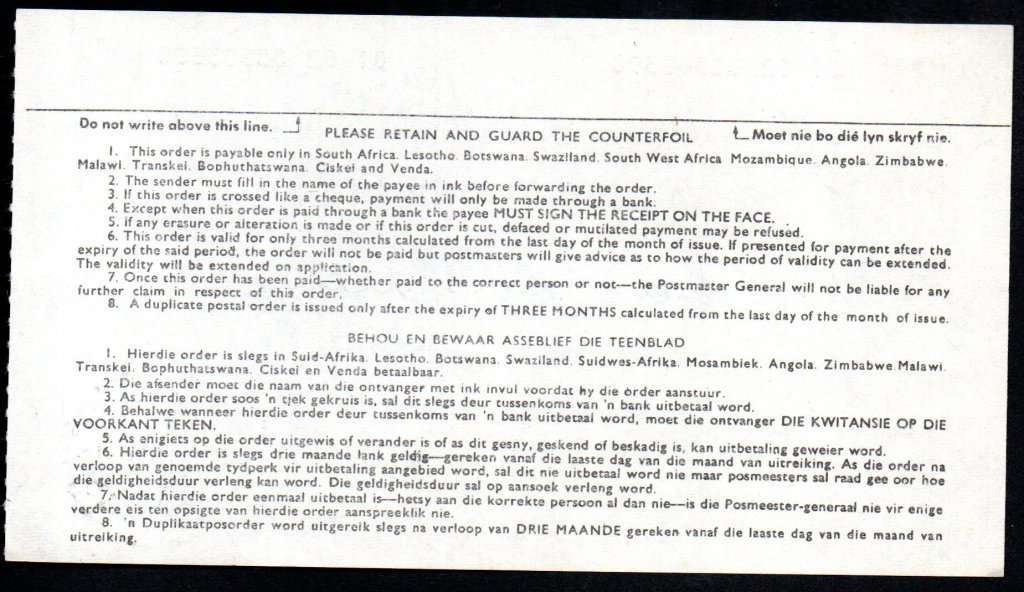 Do not write above this line.
PLEASE RETAIN AND GUARD THE COUNTERFOIL
Moet nie bo dié lyn skryf nie.
1. This order is payable only in South Africa. Lesotho. Botswana. Swaziland. South West Africa Mozambique. Angola. Zimbabwe.
Malawi. Transkei. Bophuthatswana. Ciskei and Venda.
2. The sender must fill in the name of the payee in ink before forwarding the order.
3. If this order is crossed like a cheque, payment will only be made through a bank.
4. Except when this order is paid through a bank the payee MUST SIGN THE RECEIPT ON THE FACE.
5. if any erasure or alteration is made or if this order is cut, defaced or mutilated payment may be refused.
6. This order is valid for only three months calculated from the last day of the month of issue. If presented for payment after the
expiry of the said period, the order will not be paid but postmasters will give advice as to how the period of validity can be extended.
The validity will be extended on application.
7. Once this order has been paid—whether paid to the correct person or not—the Postmaster General will not be liable for any
further claim in respect of this order.
8. A duplicate postal order is issued only after the expiry of THREE MONTHS calculated from the last day of the month of issue.
BEHOU EN BEWAAR ASSEBLIEF DIE TEENBLAD
1. Hierdie order is slegs in Suid-Afrika. Lesotho. Botswana. Swaziland. Suidwes-Afrika. Mosambiek. Angola. Zimbabwe. Malawi.
Transkei. Bophuthatswana. Ciskei en Venda betaalbaar.
2. Die afsender moet die naam van die ontvanger met ink invul voordat hy die order aanstuur.
3. As hierdie order soos 'n tjek gekruis is, sal dit slegs deur tussenkoms van 'n bank uitbetaal word.
4. Behalwe wanneer hierdie order deur tussenkoms van 'n bank uitbetaal word, moet die ontvanger DIE KWITANSIE OP DIE
VOORKANT TEKEN.
5. As enigiets op die order uitgewis of verander is of as dit gesny, geskend of beskadig is, kan uitbetaling geweier word.
6. Hierdie order is slegs drie maande lank geldig—gereken vanaf die laaste dag van die maand van uitreiking. As die order na
verloop van genoemde tydperk vir uitbetaling aangebied word, sal dit nie uitbetaal word nie maar posmeesters sal raad gee oor hoe
die geldigheidsduur verleng kan word. Die geldigheidsduur sal op aansoek verleng word.
7. Nadat hierdie order eenmaal uitbetaal is—hetsy aan die korrekte persoon al dan nie—is die Posmeester-generaal nie vir enige
verdere eis ten opsigte van hierdie order aanspreeklik nie.
8. 'n Duplikaatposorder word uitgereik slegs na verloop van DRIE MAANDE gereken vanaf die laaste dag van die maand van
uitreiking.